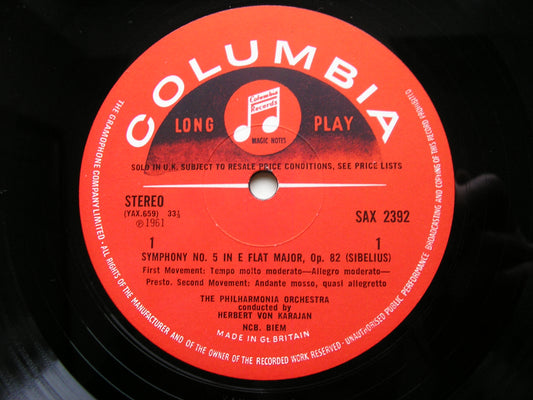 COLUMBIA
Columbia
Records
MAGIC NOTES
LONG PLAY
SOLD IN U.K. SUBJECT TO RESALE PRICE CONDITIONS, SEE PRICE LISTS
STEREO
(YAX.659) 33⅓
℗1961
SAX 2392
1 1
SYMPHONY NO. 5 IN E FLAT MAJOR, Op. 82 (SIBELIUS)
First Movement: Tempo molto moderato—Allegro moderato—
Presto. Second Movement: Andante mosso, quasi allegretto
THE PHILHARMONIA ORCHESTRA
conducted by
HERBERT VON KARAJAN
NCB. BIEM
MADE IN GT. BRITAIN
THE GRAMOPHONE COMPANY LIMITED. - ALL RIGHTS OF THE MANUFACTURER AND OF THE OWNER OF THE RECORDED WORK RESERVED - UNAUTHORISED PUBLIC PERFORMANCE BROADCASTING AND COPYING OF THIS RECORD PROHIBITED